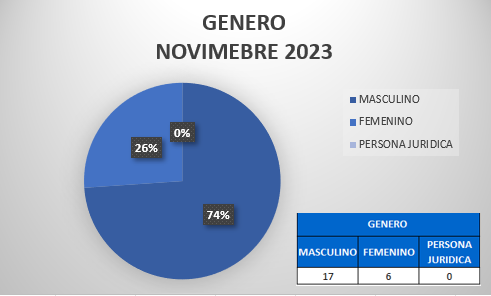 GENERO
NOVIMEBRE 2023
0%
26%
74%
MASCULINO
FEMENINO
PERSONA JURIDICA
GENERO
MASCULINO FEMENINO PERSONA JURIDICA
17 6 0